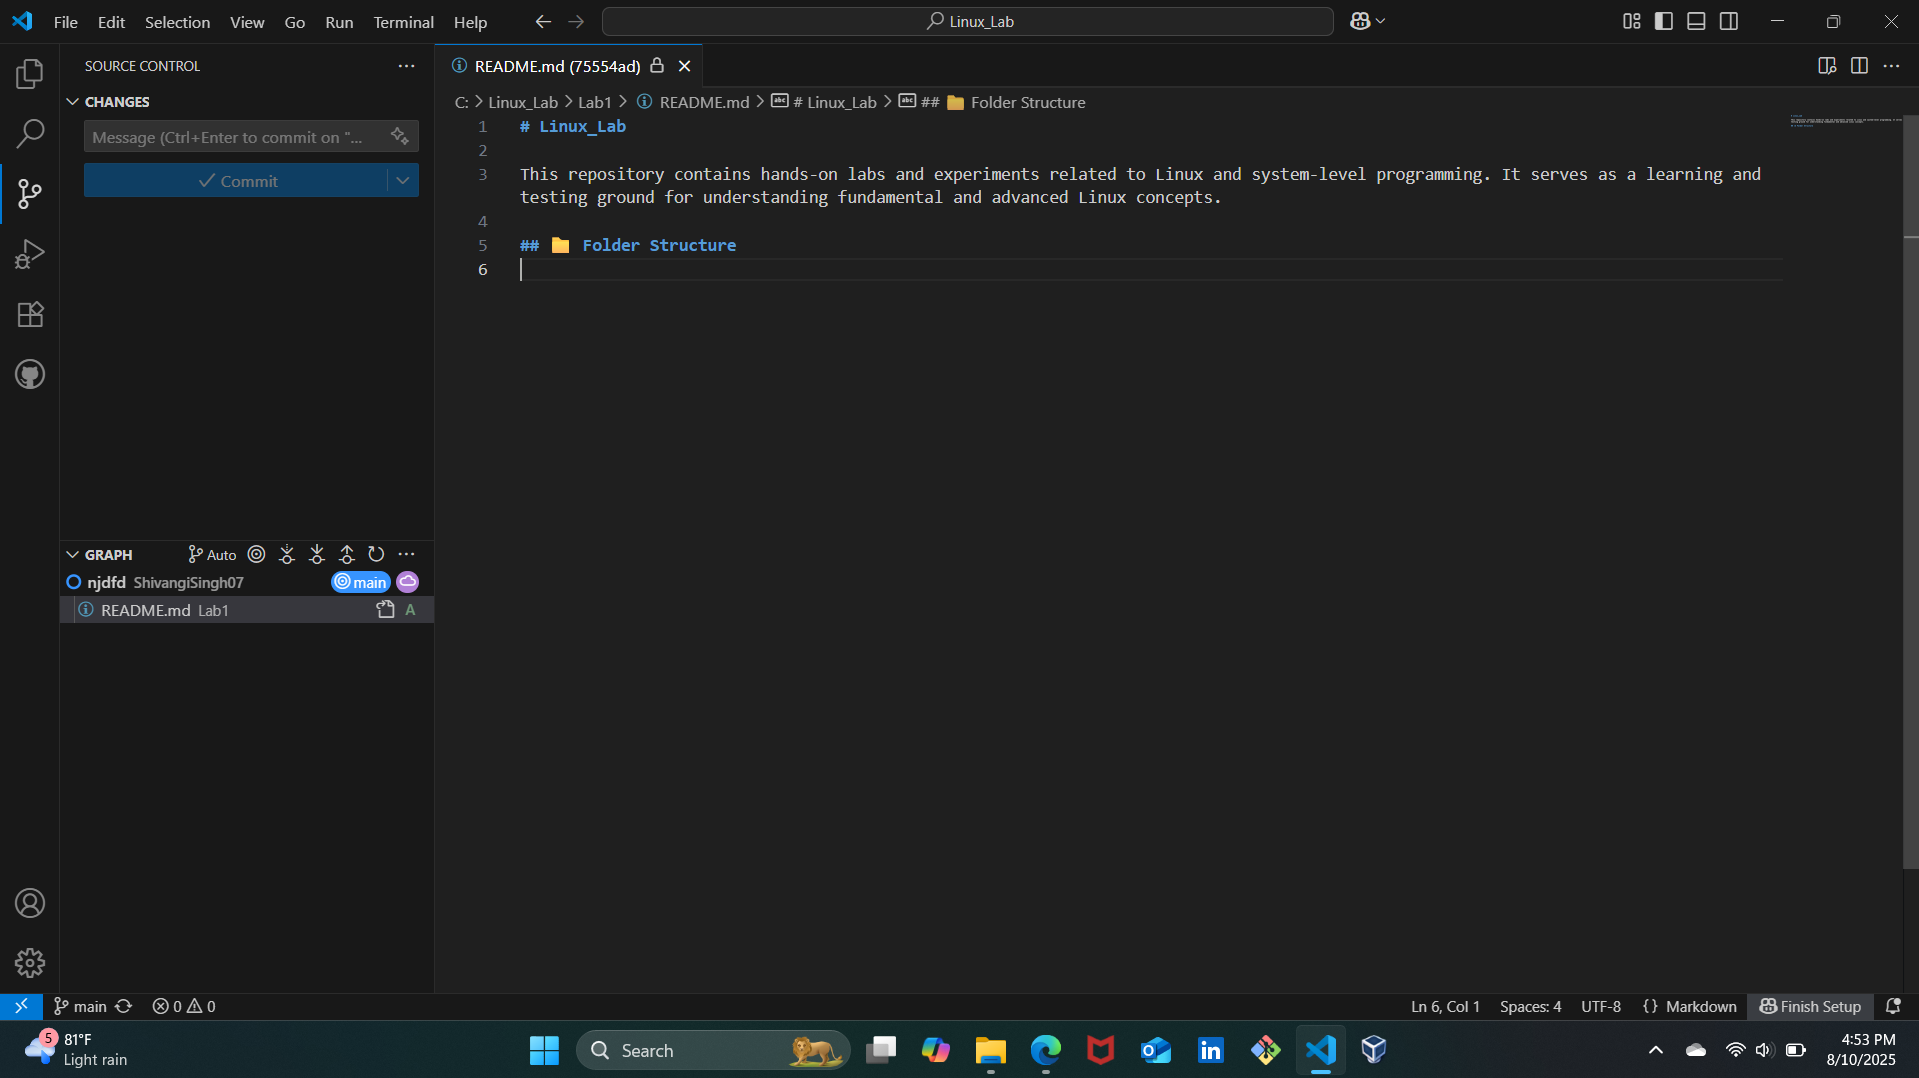 File Edit Selection View Go Run Terminal Help
Linux_Lab
SOURCE CONTROL
CHANGES
Message (Ctrl+Enter to commit on "...
Commit
GRAPH
Auto
njdfd ShivangiSingh07 main
README.md Lab1 A
README.md (75554ad)
C: > Linux_Lab > Lab1 > README.md > # Linux_Lab > ## 📁 Folder Structure
1 # Linux_Lab
2
3 This repository contains hands-on labs and experiments related to Linux and system-level programming. It serves as a learning and
testing ground for understanding fundamental and advanced Linux concepts.
4
5 ## 📁 Folder Structure
6
main 0 0 Ln 6, Col 1 Spaces: 4 UTF-8 {} Markdown Finish Setup
5 81°F
Light rain
Search
4:53 PM
8/10/2025